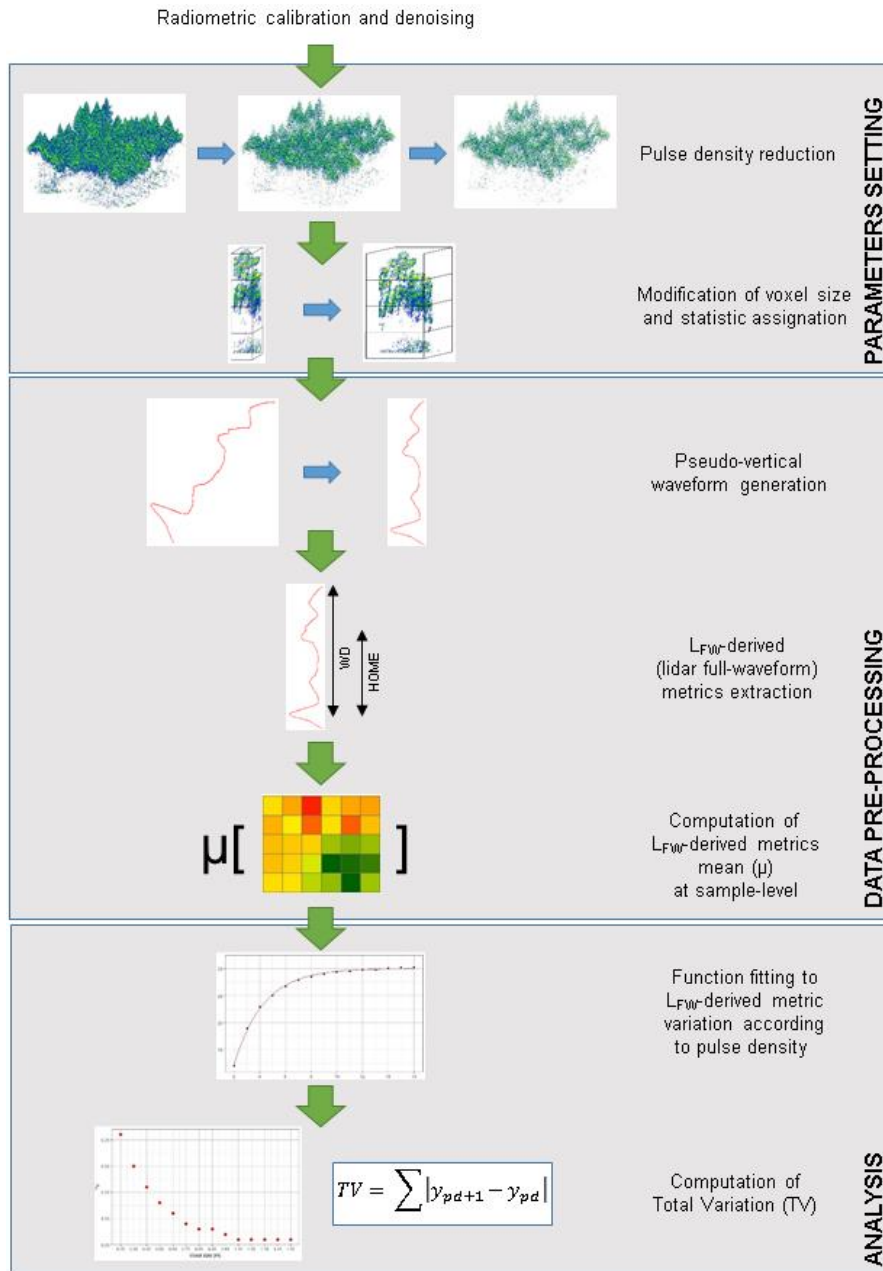 Radiometric calibration and denoising
PARAMETERS SETTING
Pulse density reduction
Modification of voxel size
and statistic assignation
DATA PRE-PROCESSING
Pseudo-vertical
waveform generation
WD
HOME
LFW-derived
(lidar full-waveform)
metrics extraction
μ[ ]
Computation of
LFW-derived metrics
mean (μ)
at sample-level
ANALYSIS
Function fitting to
LFW-derived metric
variation according
to pulse density
TV = ∑|ypd+1 − ypd|
Computation of
Total Variation (TV)